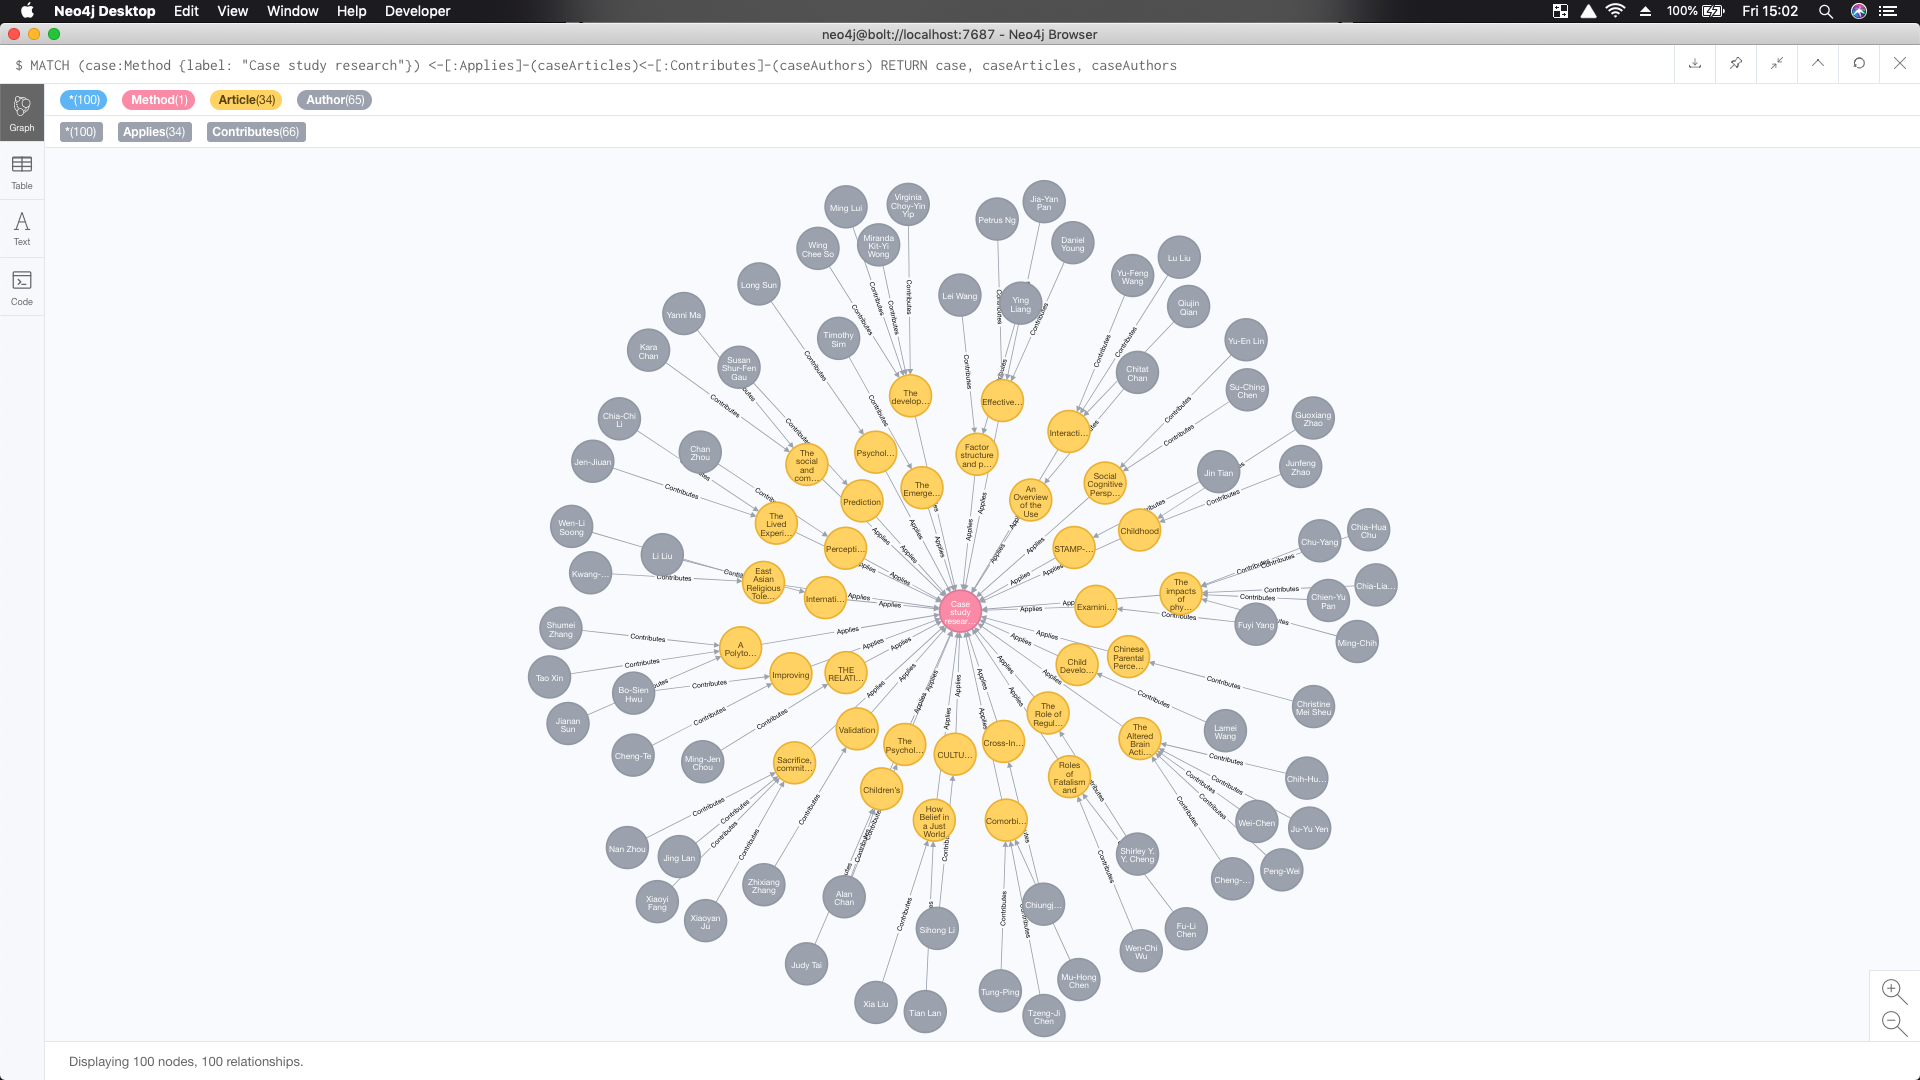 Neo4j Desktop Edit View Window Help Developer 100% Fri 15:02
neo4j@bolt://localhost:7687 - Neo4j Browser
$ MATCH (case:Method {label: "Case study research"}) <-[:Applies]-(caseArticles)<-[:Contributes]-(caseAuthors) RETURN case, caseArticles, caseAuthors
*(100) Method(1) Article(34) Author(65)
*(100) Applies(34) Contributes(66)
Graph
Table
Text
Code
Ming Lui
Virginia
Choy-Yin
Yip
Petrus Ng
Jia-Yan
Pan
Wing
Chee So
Miranda
Kit-Yi
Wong
Daniel
Young
Lu Liu
Long Sun
Lei Wang
Ying
Liang
Yu-Feng
Wang
Qiujin
Qian
Yanni Ma
Timothy
Sim
Yu-En Lin
Kara
Chan
Susan
Shur-Fen
Gau
Chitat
Chan
Su-Ching
Chen
The
develop...
Effective...
Chia-Chi
Li
Guoxiang
Zhao
Interacti...
Chan
Zhou
Psychol...
Factor
structure
and p...
Jen-Jiuan
The
social
and
com...
Jin Tian
Junfeng
Zhao
Social
Cognitive
Persp...
The
Emerge...
Prediction
An
Overview
of the
Use
Wen-Li
Soong
The
Lived
Experi...
Childhood
Chia-Hua
Chu
Chu-Yang
Li Liu
Percepti...
STAMP-...
Kwang-...
East
Asian
Religious
Tole...
Internati...
The
impacts
of
phy...
Chia-Lia...
Chien-Yu
Pan
Case
study
resear...
Examini...
Shumei
Zhang
Fuyi Yang
Ming-Chih
A
Polyto...
Chinese
Parental
Perce...
Child
Develo...
Tao Xin
Improving
THE
RELATI...
Bo-Sien
Hwu
Christine
Mei Sheu
Jianan
Sun
The
Role of
Regul...
Validation
Lamei
Wang
The
Altered
Brain
Acti...
The
Psychol...
CULTU...
Cross-In...
Cheng-Te
Ming-Jen
Chou
Sacrifice,
commit...
Roles
of
Fatalism
and
Chih-Hu...
Children's
How
Belief in
a Just
World
Comorbi...
Wei-Chen
Ju-Yu Yen
Nan Zhou
Jing Lan
Shirley Y.
Y. Cheng
Peng-Wei
Cheng-...
Zhixiang
Zhang
Alan
Chan
Xiaoyi
Fang
Chiungj...
Xiaoyan
Ju
Sihong Li
Fu-Li
Chen
Wen-Chi
Wu
Judy Tai
Mu-Hong
Chen
Tung-Ping
Xia Liu
Tian Lan
Tzeng-Ji
Chen
Contributes
Applies
Displaying 100 nodes, 100 relationships.